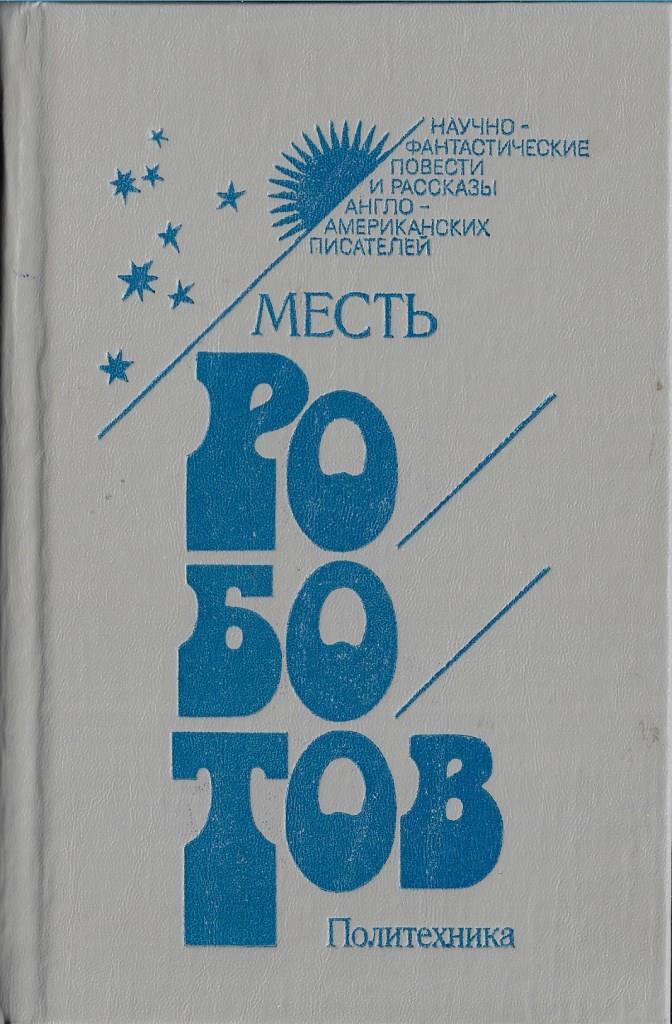 НАУЧНО-
ФАНТАСТИЧЕСКИЕ
ПОВЕСТИ
И РАССКАЗЫ
АНГЛО-
АМЕРИКАНСКИХ
ПИСАТЕЛЕЙ
МЕСТЬ
РО
БО
ТОВ
Политехника